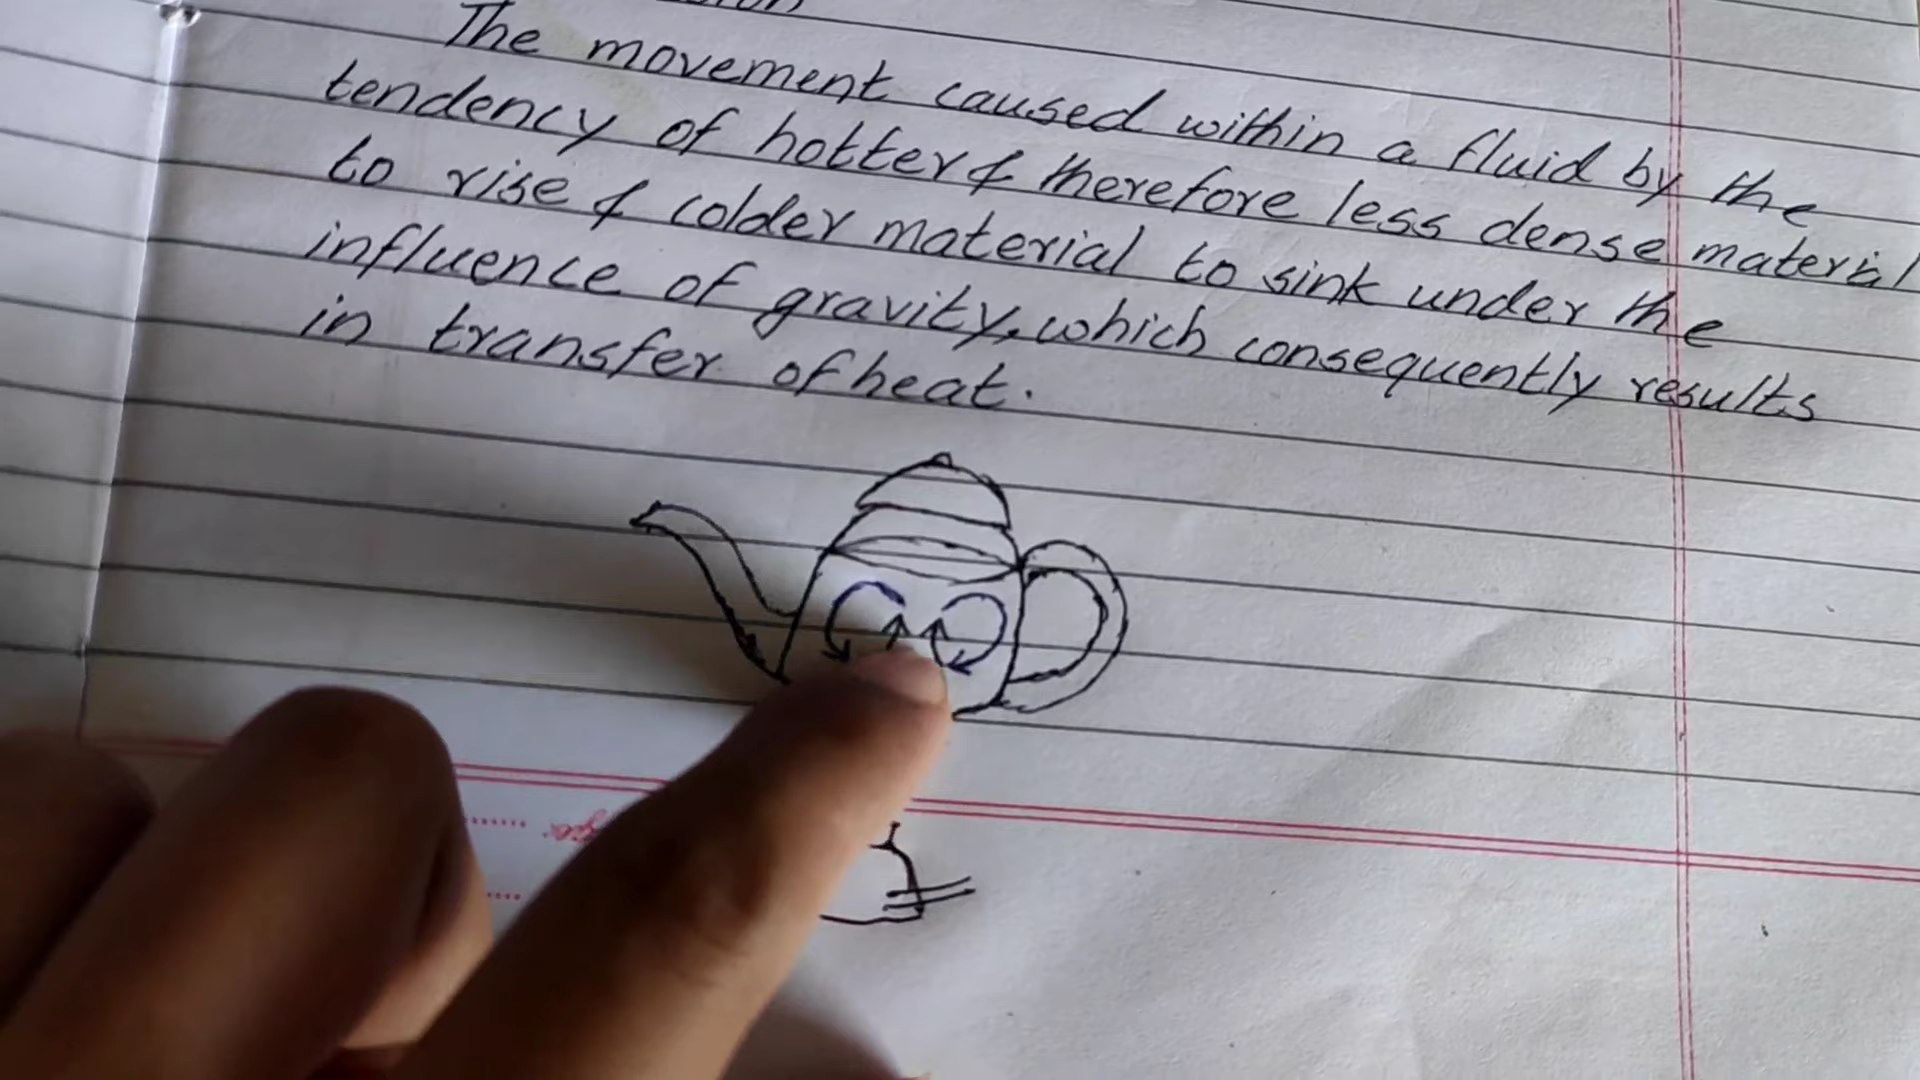 The movement caused within a fluid by the
tendency of hotter & therefore less dense material
to rise & colder material to sink under the
influence of gravity, which consequently results
in transfer of heat.